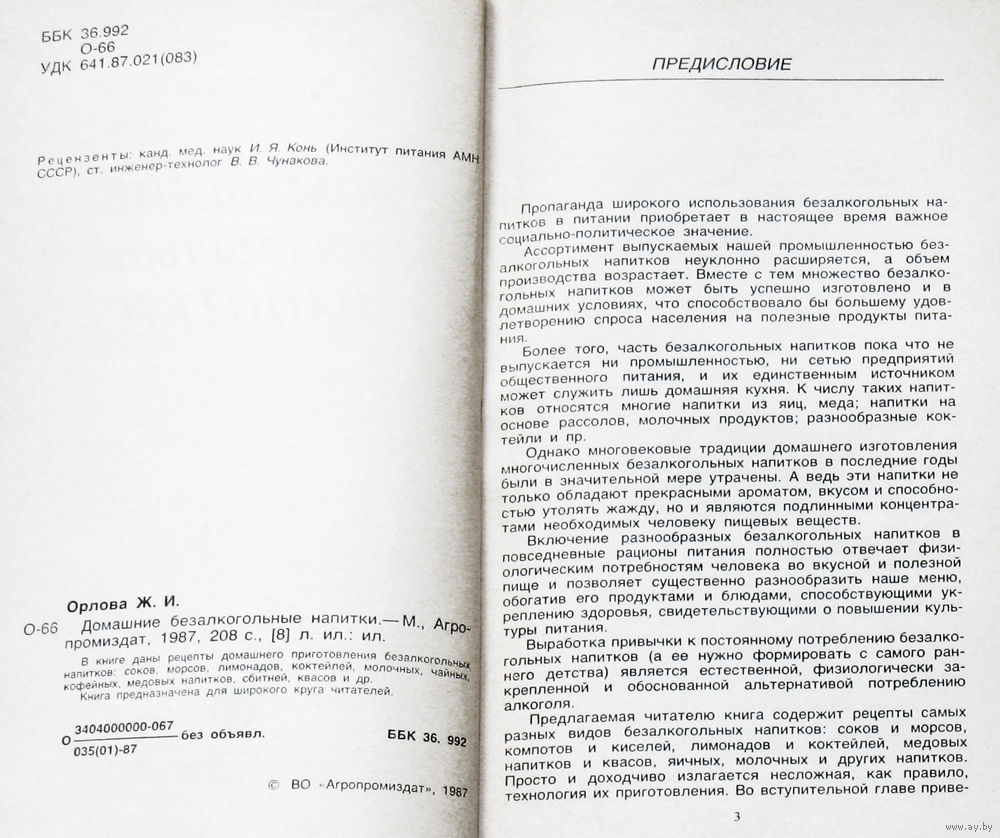 ББК 36.992
О-66
УДК 641.87.021(083)
Рецензенты: канд. мед. наук И. Я. Конь (Институт питания АМН
СССР), ст. инженер-технолог В. В. Чунакова.
Орлова Ж. И.
О-66 Домашние безалкогольные напитки.— М., Агро-
промиздат, 1987, 208 с., [8] л. ил.: ил.
В книге даны рецепты домашнего приготовления безалкогольных
напитков: соков, морсов, лимонадов, коктейлей, молочных, чайных,
кофейных, медовых напитков, сбитней, квасов и др.
Книга предназначена для широкого круга читателей.
О 3404000000-067 без объявл.
035(01)-87
ББК 36. 992
© ВО «Агропромиздат», 1987
ПРЕДИСЛОВИЕ
Пропаганда широкого использования безалкогольных на-
питков в питании приобретает в настоящее время важное
социально-политическое значение.
Ассортимент выпускаемых нашей промышленностью без-
алкогольных напитков неуклонно расширяется, а объем
производства возрастает. Вместе с тем множество безалко-
гольных напитков может быть успешно изготовлено и в
домашних условиях, что способствовало бы большему удов-
летворению спроса населения на полезные продукты пита-
ния.
Более того, часть безалкогольных напитков пока что не
выпускается ни промышленностью, ни сетью предприятий
общественного питания, и их единственным источником
может служить лишь домашняя кухня. К числу таких напит-
ков относятся многие напитки из яиц, меда; напитки на
основе рассолов, молочных продуктов; разнообразные кок-
тейли и пр.
Однако многовековые традиции домашнего изготовления
многочисленных безалкогольных напитков в последние годы
были в значительной мере утрачены. А ведь эти напитки не
только обладают прекрасными ароматом, вкусом и способно-
стью утолять жажду, но и являются подлинными концентра-
тами необходимых человеку пищевых веществ.
Включение разнообразных безалкогольных напитков в
повседневные рационы питания полностью отвечает физи-
ологическим потребностям человека во вкусной и полезной
пище и позволяет существенно разнообразить наше меню,
обогатив его продуктами и блюдами, способствующими ук-
реплению здоровья, свидетельствующими о повышении куль-
туры питания.
Выработка привычки к постоянному потреблению безалко-
гольных напитков (а ее нужно формировать с самого ран-
него детства) является естественной, физиологически за-
крепленной и обоснованной альтернативой потреблению
алкоголя.
Предлагаемая читателю книга содержит рецепты самых
разных видов безалкогольных напитков: соков и морсов,
компотов и киселей, лимонадов и коктейлей, медовых
напитков и квасов, яичных, молочных и других напитков.
Просто и доходчиво излагается несложная, как правило,
технология их приготовления. Во вступительной главе приве-
3
www.ay.by